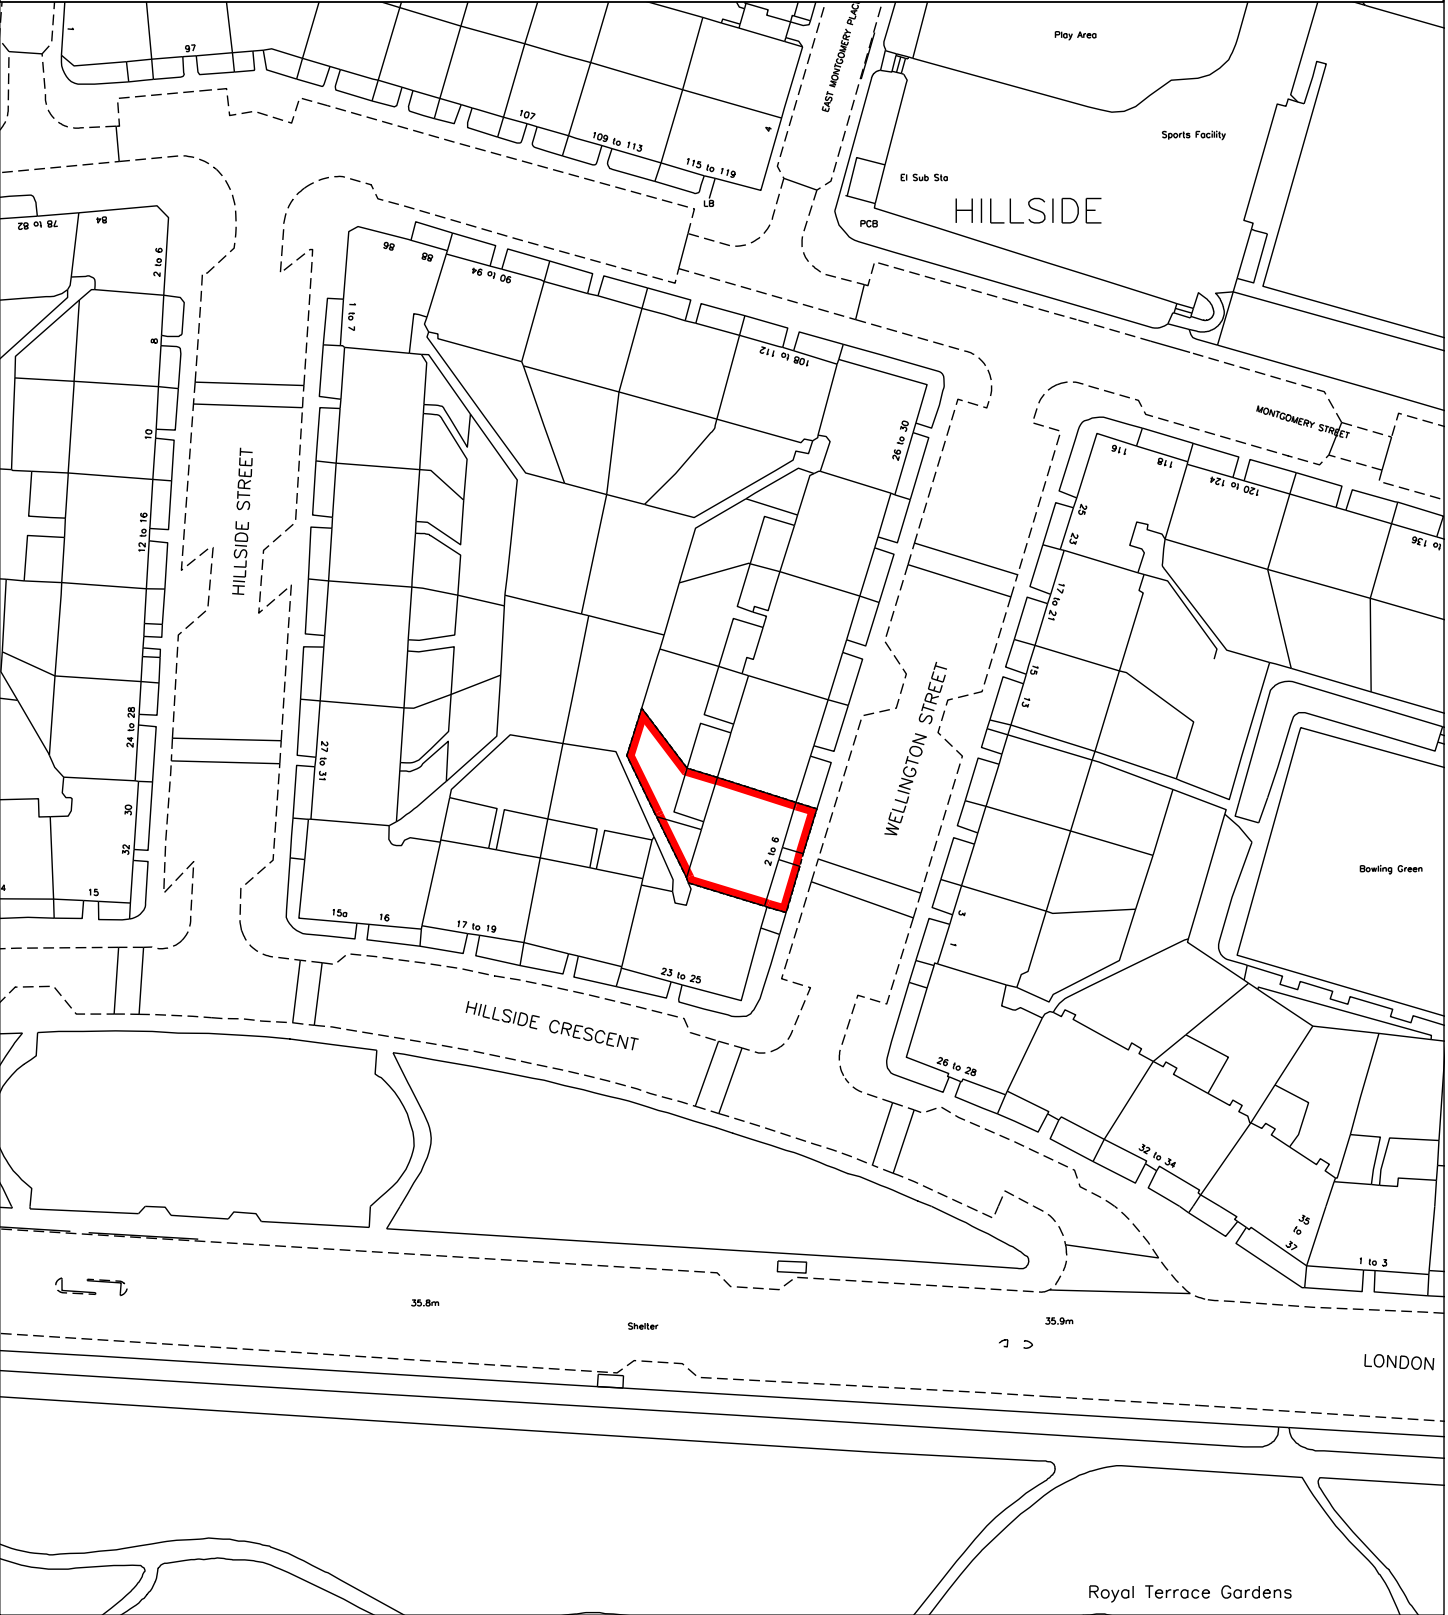 1
97
107
109 to 113
115 to 119
4
LB
EAST MONTGOMERY PLACE
Play Area
Sports Facility
El Sub Sta
HILLSIDE
PCB
78 to 82
84
2 to 6
8
10
12 to 16
24 to 28
30
32
15
4
HILLSIDE STREET
86
88
90 to 94
108 to 112
1 to 7
26 to 30
27 to 31
15a
16
17 to 19
23 to 25
2 to 6
WELLINGTON STREET
MONTGOMERY STREET
116
118
120 to 124
to 136
25
23
17 to 21
15
13
3
1
Bowling Green
HILLSIDE CRESCENT
26 to 28
32 to 34
35
to
37
1 to 3
35.8m
Shelter
35.9m
LONDON
Royal Terrace Gardens